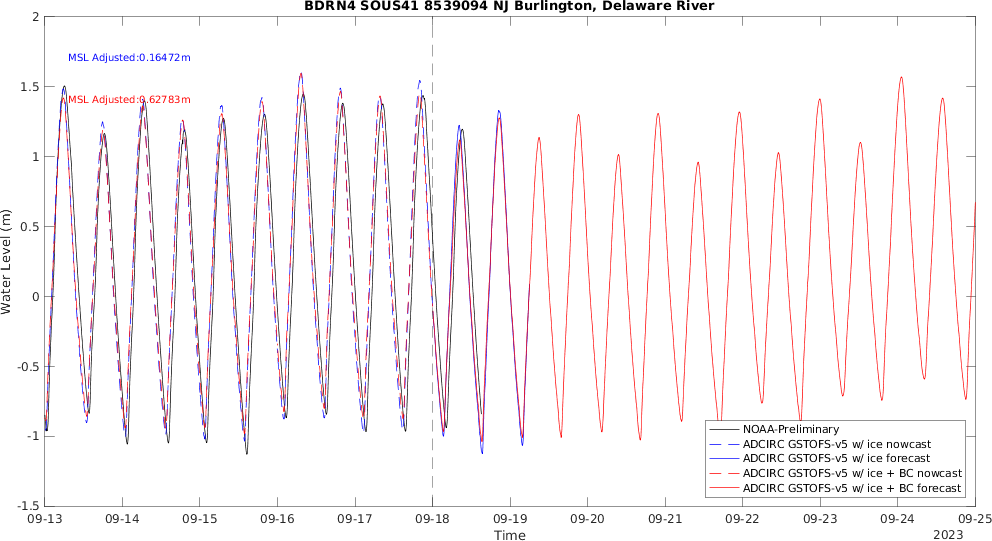 BDRN4 SOUS41 8539094 NJ Burlington, Delaware River
2
MSL Adjusted:0.16472m
1.5
MSL Adjusted:0.62783m
1
0.5
Water Level (m)
0
-0.5
-1
NOAA-Preliminary
ADCIRC GSTOFS-v5 w/ ice nowcast
ADCIRC GSTOFS-v5 w/ ice forecast
ADCIRC GSTOFS-v5 w/ ice + BC nowcast
ADCIRC GSTOFS-v5 w/ ice + BC forecast
-1.5
09-13 09-14 09-15 09-16 09-17 09-18 09-19 09-20 09-21 09-22 09-23 09-24 09-25
Time
2023